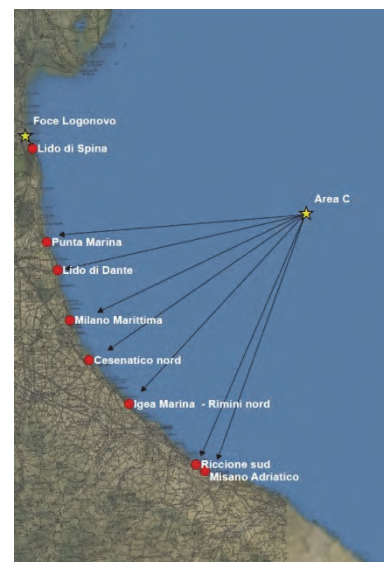 Foce Logonovo
Lido di Spina
Area C
Punta Marina
Lido di Dante
Milano Marittima
Cesenatico nord
Igea Marina - Rimini nord
Riccione sud
Misano Adriatico